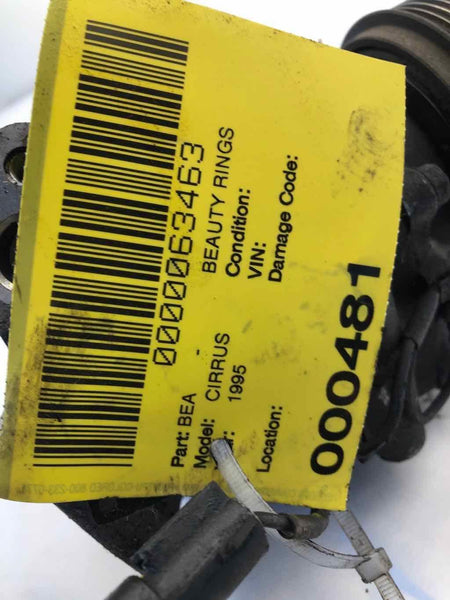 0000063463
Part: BEA - BEAUTY RINGS
Model: CIRRUS Condition:
1995 VIN:
Damage Code:
Location:
000481